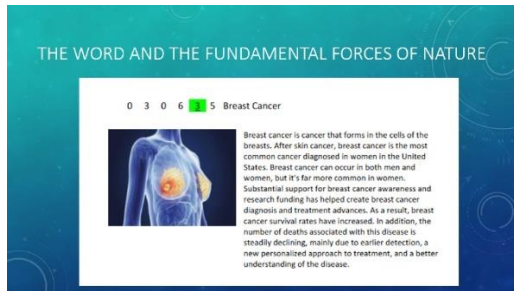 THE WORD AND THE FUNDAMENTAL FORCES OF NATURE
0 3 0 6 3 5 Breast Cancer
Breast cancer is cancer that forms in the cells of the
breasts. After skin cancer, breast cancer is the most
common cancer diagnosed in women in the United
States. Breast cancer can occur in both men and
women, but it's far more common in women.
Substantial support for breast cancer awareness and
research funding has helped create breast cancer
diagnosis and treatment advances. As a result, breast
cancer survival rates have increased. In addition, the
number of deaths associated with this disease is
steadily declining, mainly due to earlier detection, a
new personalized approach to treatment, and a better
understanding of the disease.